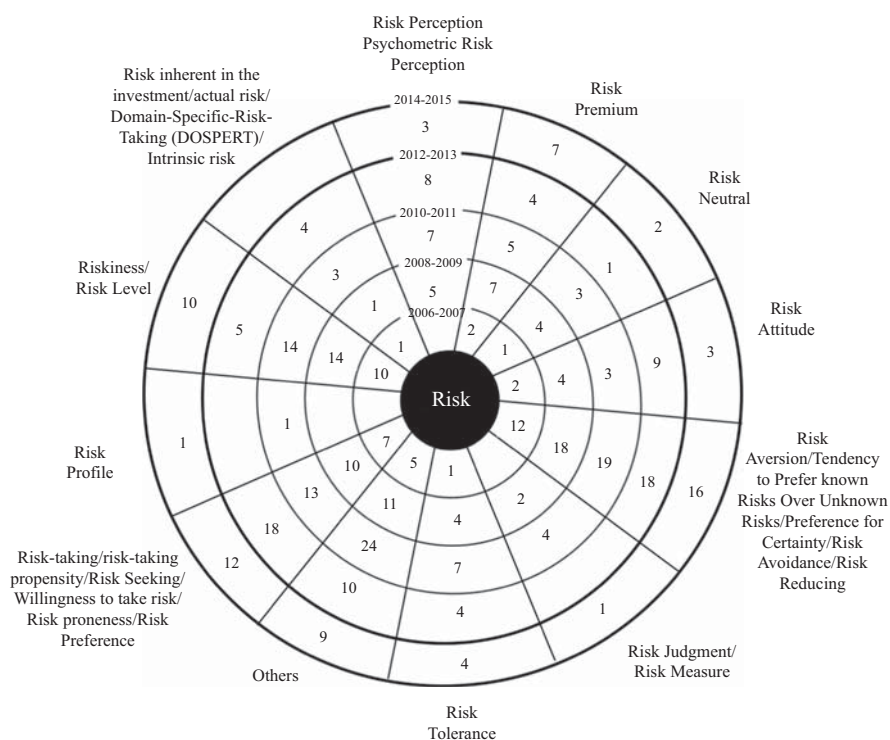 Risk Perception
Psychometric Risk
Perception
Risk inherent in the
investment/actual risk/
Domain-Specific-Risk-
Taking (DOSPERT)/
Intrinsic risk
Risk
Premium
Risk
Neutral
Riskiness/
Risk Level
Risk
Attitude
Risk
Profile
Risk
Aversion/Tendency
to Prefer known
Risks Over Unknown
Risks/Preference for
Certainty/Risk
Avoidance/Risk
Reducing
Risk-taking/risk-taking
propensity/Risk Seeking/
Willingness to take risk/
Risk proneness/Risk
Preference
Others
Risk
Tolerance
Risk Judgment/
Risk Measure
2014-2015
3
7
2012-2013
8
4
2
4
2010-2011
7
5
1
3
2008-2009
5
7
3
10
1
2006-2007
2
4
5
14
14
1
1
9
3
10
Risk
2
4
3
1
1
7
12
18
19
18
16
10
5
1
13
11
2
18
4
4
12
24
7
10
4
1
9
4